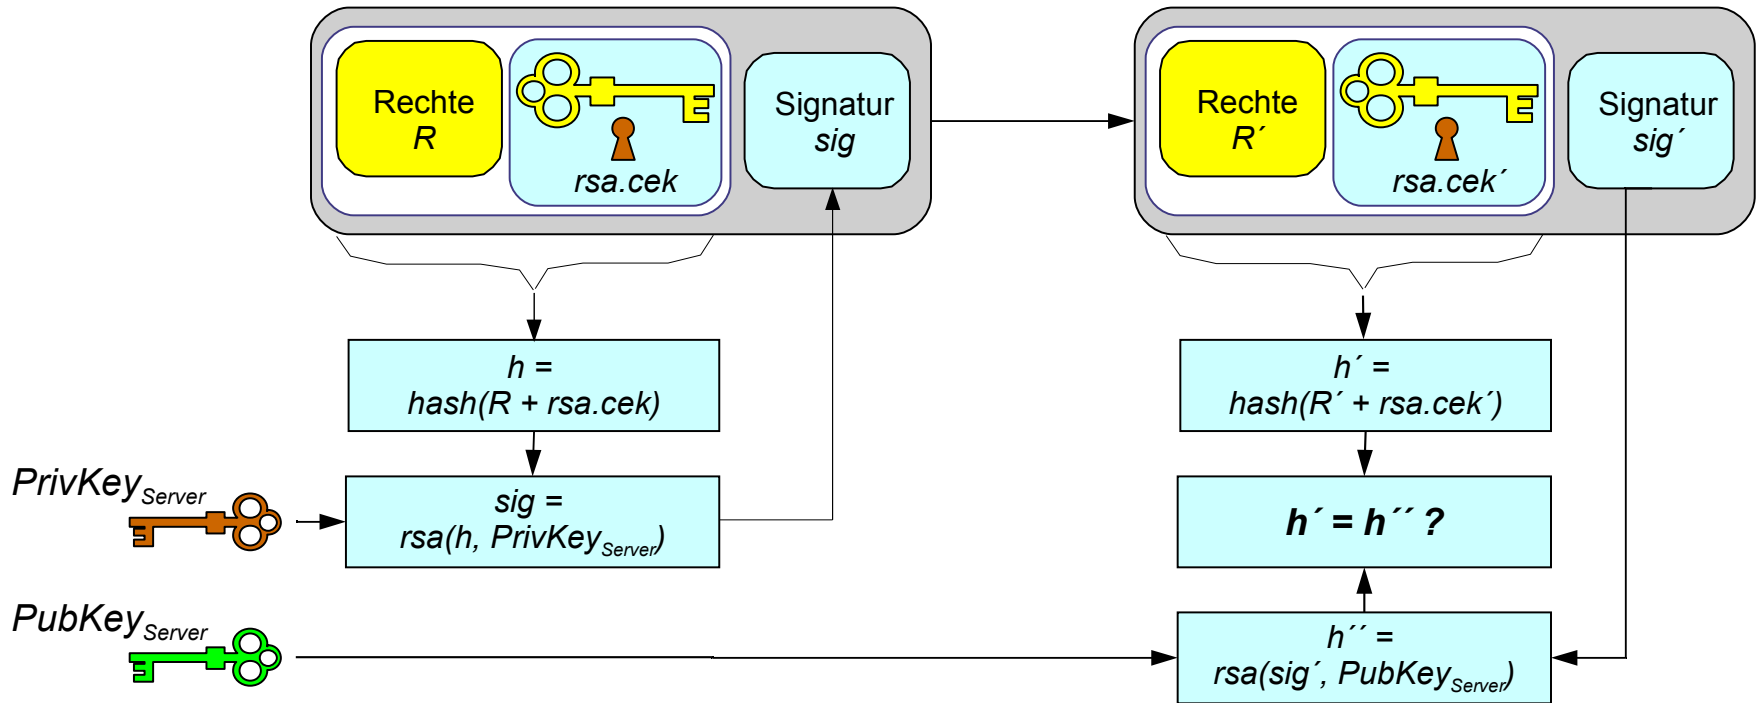 Rechte
R
rsa.cek
Signatur
sig
Rechte
R´
rsa.cek´
Signatur
sig´
h =
hash(R + rsa.cek)
h´ =
hash(R´ + rsa.cek´)
PrivKeyServer
sig =
rsa(h, PrivKeyServer)
h´ = h´´ ?
PubKeyServer
h´´ =
rsa(sig´, PubKeyServer)